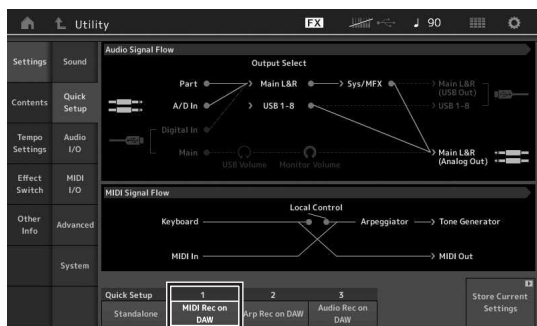 Utility
FX
♩ 90
Settings
Sound
Contents
Quick
Setup
Tempo
Settings
Audio
I/O
Effect
Switch
MIDI
I/O
Other
Info
Advanced
System
Audio Signal Flow
Output Select
Part
Main L&R
Sys/MFX
Main L&R
(USB Out)
A/D In
USB 1-8
USB 1-8
Digital In
Main
USB Volume
Monitor Volume
Main L&R
(Analog Out)
MIDI Signal Flow
Local Control
Keyboard
Arpeggiator
Tone Generator
MIDI In
MIDI Out
Quick Setup
1
2
3
Standalone
MIDI Rec on
DAW
Arp Rec on DAW
Audio Rec on
DAW
Store Current
Settings